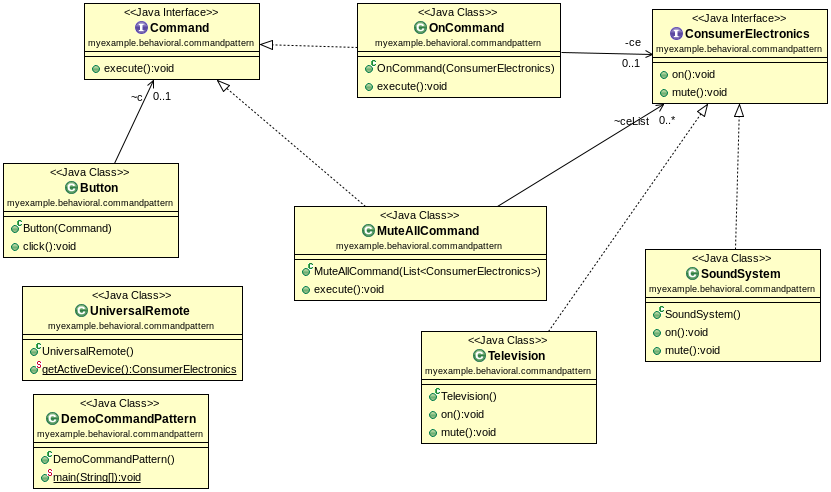 <<Java Interface>>
Command
myexample.behavioral.commandpattern
execute():void
<<Java Class>>
OnCommand
myexample.behavioral.commandpattern
OnCommand(ConsumerElectronics)
execute():void
-ce
0..1
<<Java Interface>>
ConsumerElectronics
myexample.behavioral.commandpattern
on():void
mute():void
~c
0..1
~ceList
0..*
<<Java Class>>
Button
myexample.behavioral.commandpattern
Button(Command)
click():void
<<Java Class>>
MuteAllCommand
myexample.behavioral.commandpattern
MuteAllCommand(List<ConsumerElectronics>)
execute():void
<<Java Class>>
SoundSystem
myexample.behavioral.commandpattern
SoundSystem()
on():void
mute():void
<<Java Class>>
UniversalRemote
myexample.behavioral.commandpattern
UniversalRemote()
getActiveDevice():ConsumerElectronics
<<Java Class>>
Television
myexample.behavioral.commandpattern
Television()
on():void
mute():void
<<Java Class>>
DemoCommandPattern
myexample.behavioral.commandpattern
DemoCommandPattern()
main(String[]):void